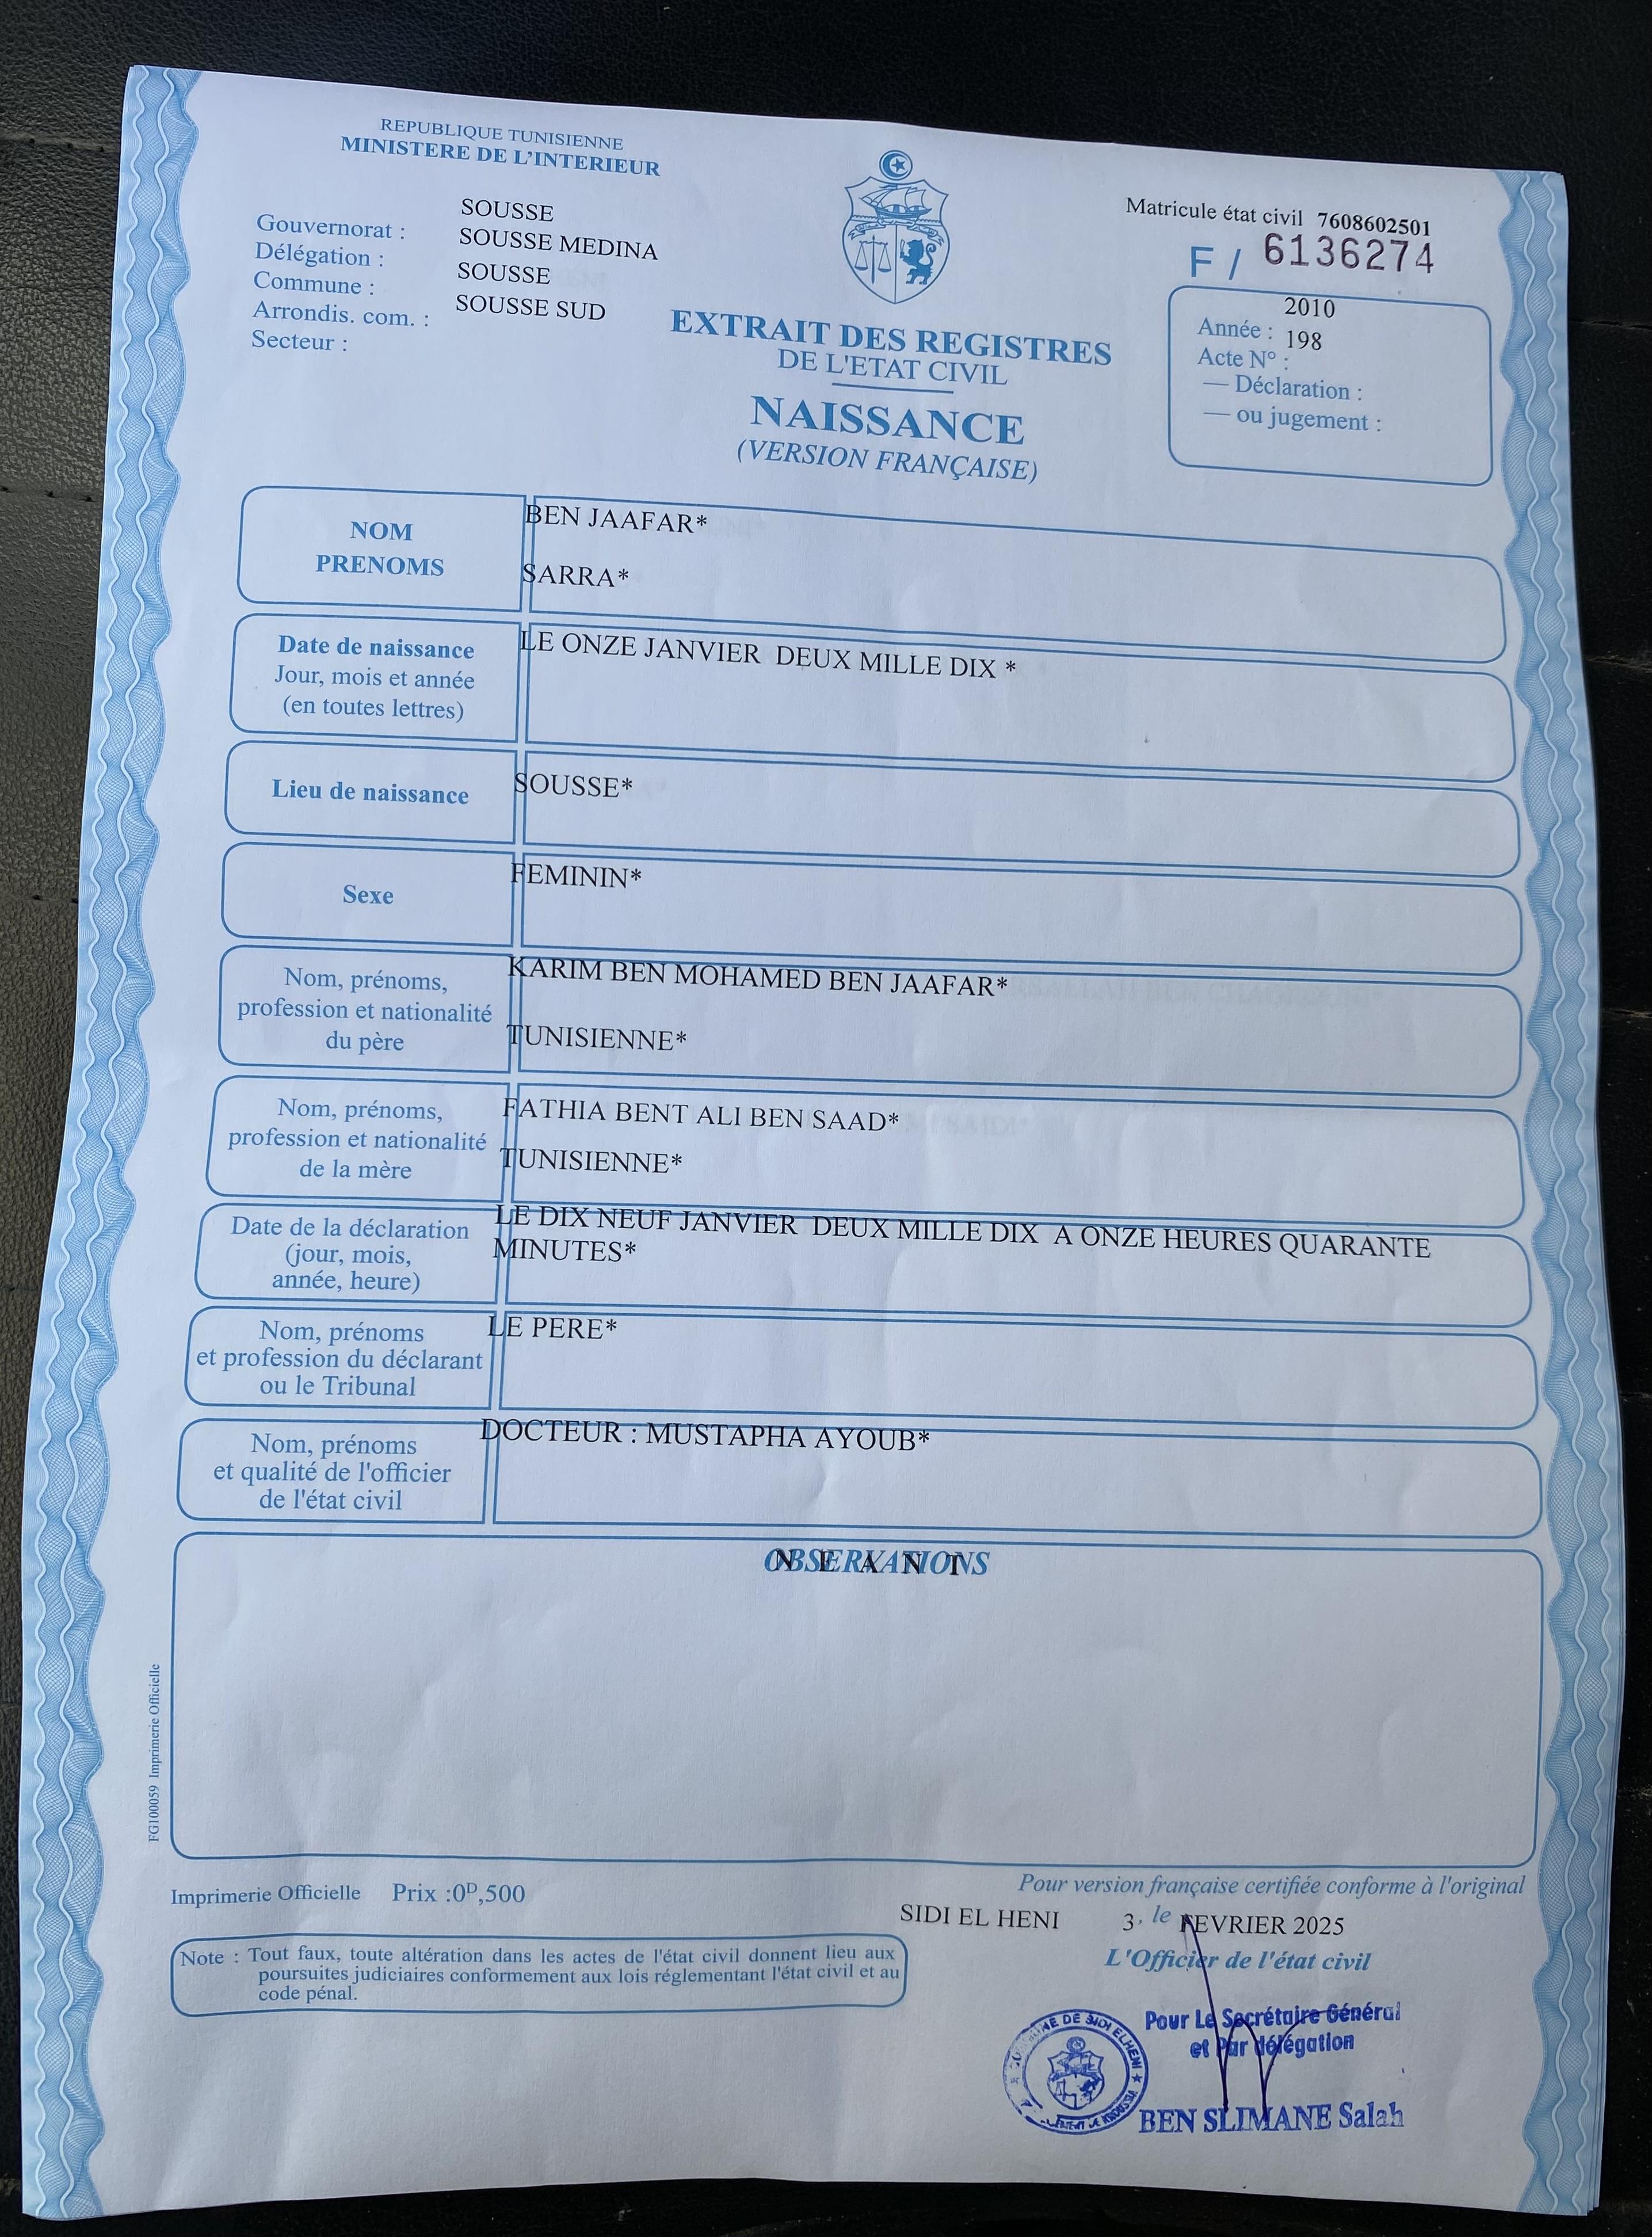 REPUBLIQUE TUNISIENNE
MINISTERE DE L'INTERIEUR
Gouvernorat : SOUSSE
Délégation : SOUSSE MEDINA
Commune : SOUSSE
Arrondis. com. : SOUSSE SUD
Secteur :
Matricule état civil 7608602501
F / 6136274
2010
Année : 198
Acte N° :
— Déclaration :
— ou jugement :
EXTRAIT DES REGISTRES
DE L'ETAT CIVIL
NAISSANCE
(VERSION FRANÇAISE)
NOM BEN JAAFAR*
PRENOMS SARRA*
Date de naissance LE ONZE JANVIER DEUX MILLE DIX *
Jour, mois et année
(en toutes lettres)
Lieu de naissance SOUSSE*
Sexe FEMININ*
Nom, prénoms, KARIM BEN MOHAMED BEN JAAFAR*
profession et nationalité
du père TUNISIENNE*
Nom, prénoms, FATHIA BENT ALI BEN SAAD*
profession et nationalité
de la mère TUNISIENNE*
Date de la déclaration LE DIX NEUF JANVIER DEUX MILLE DIX A ONZE HEURES QUARANTE
(jour, mois, MINUTES*
année, heure)
Nom, prénoms LE PERE*
et profession du déclarant
ou le Tribunal
Nom, prénoms DOCTEUR : MUSTAPHA AYOUB*
et qualité de l'officier
de l'état civil
OBSERVATIONS
N E A N T
FG100059 Imprimerie Officielle
Imprimerie Officielle Prix :0ᴰ,500
Pour version française certifiée conforme à l'original
SIDI EL HENI 3, le FEVRIER 2025
L'Officier de l'état civil
Note : Tout faux, toute altération dans les actes de l'état civil donnent lieu aux
poursuites judiciaires conformement aux lois réglementant l'état civil et au
code pénal.
Pour Le Secrétaire Général
et Par délégation
DE SIDI ELHENI
BEN SLIMANE Salah